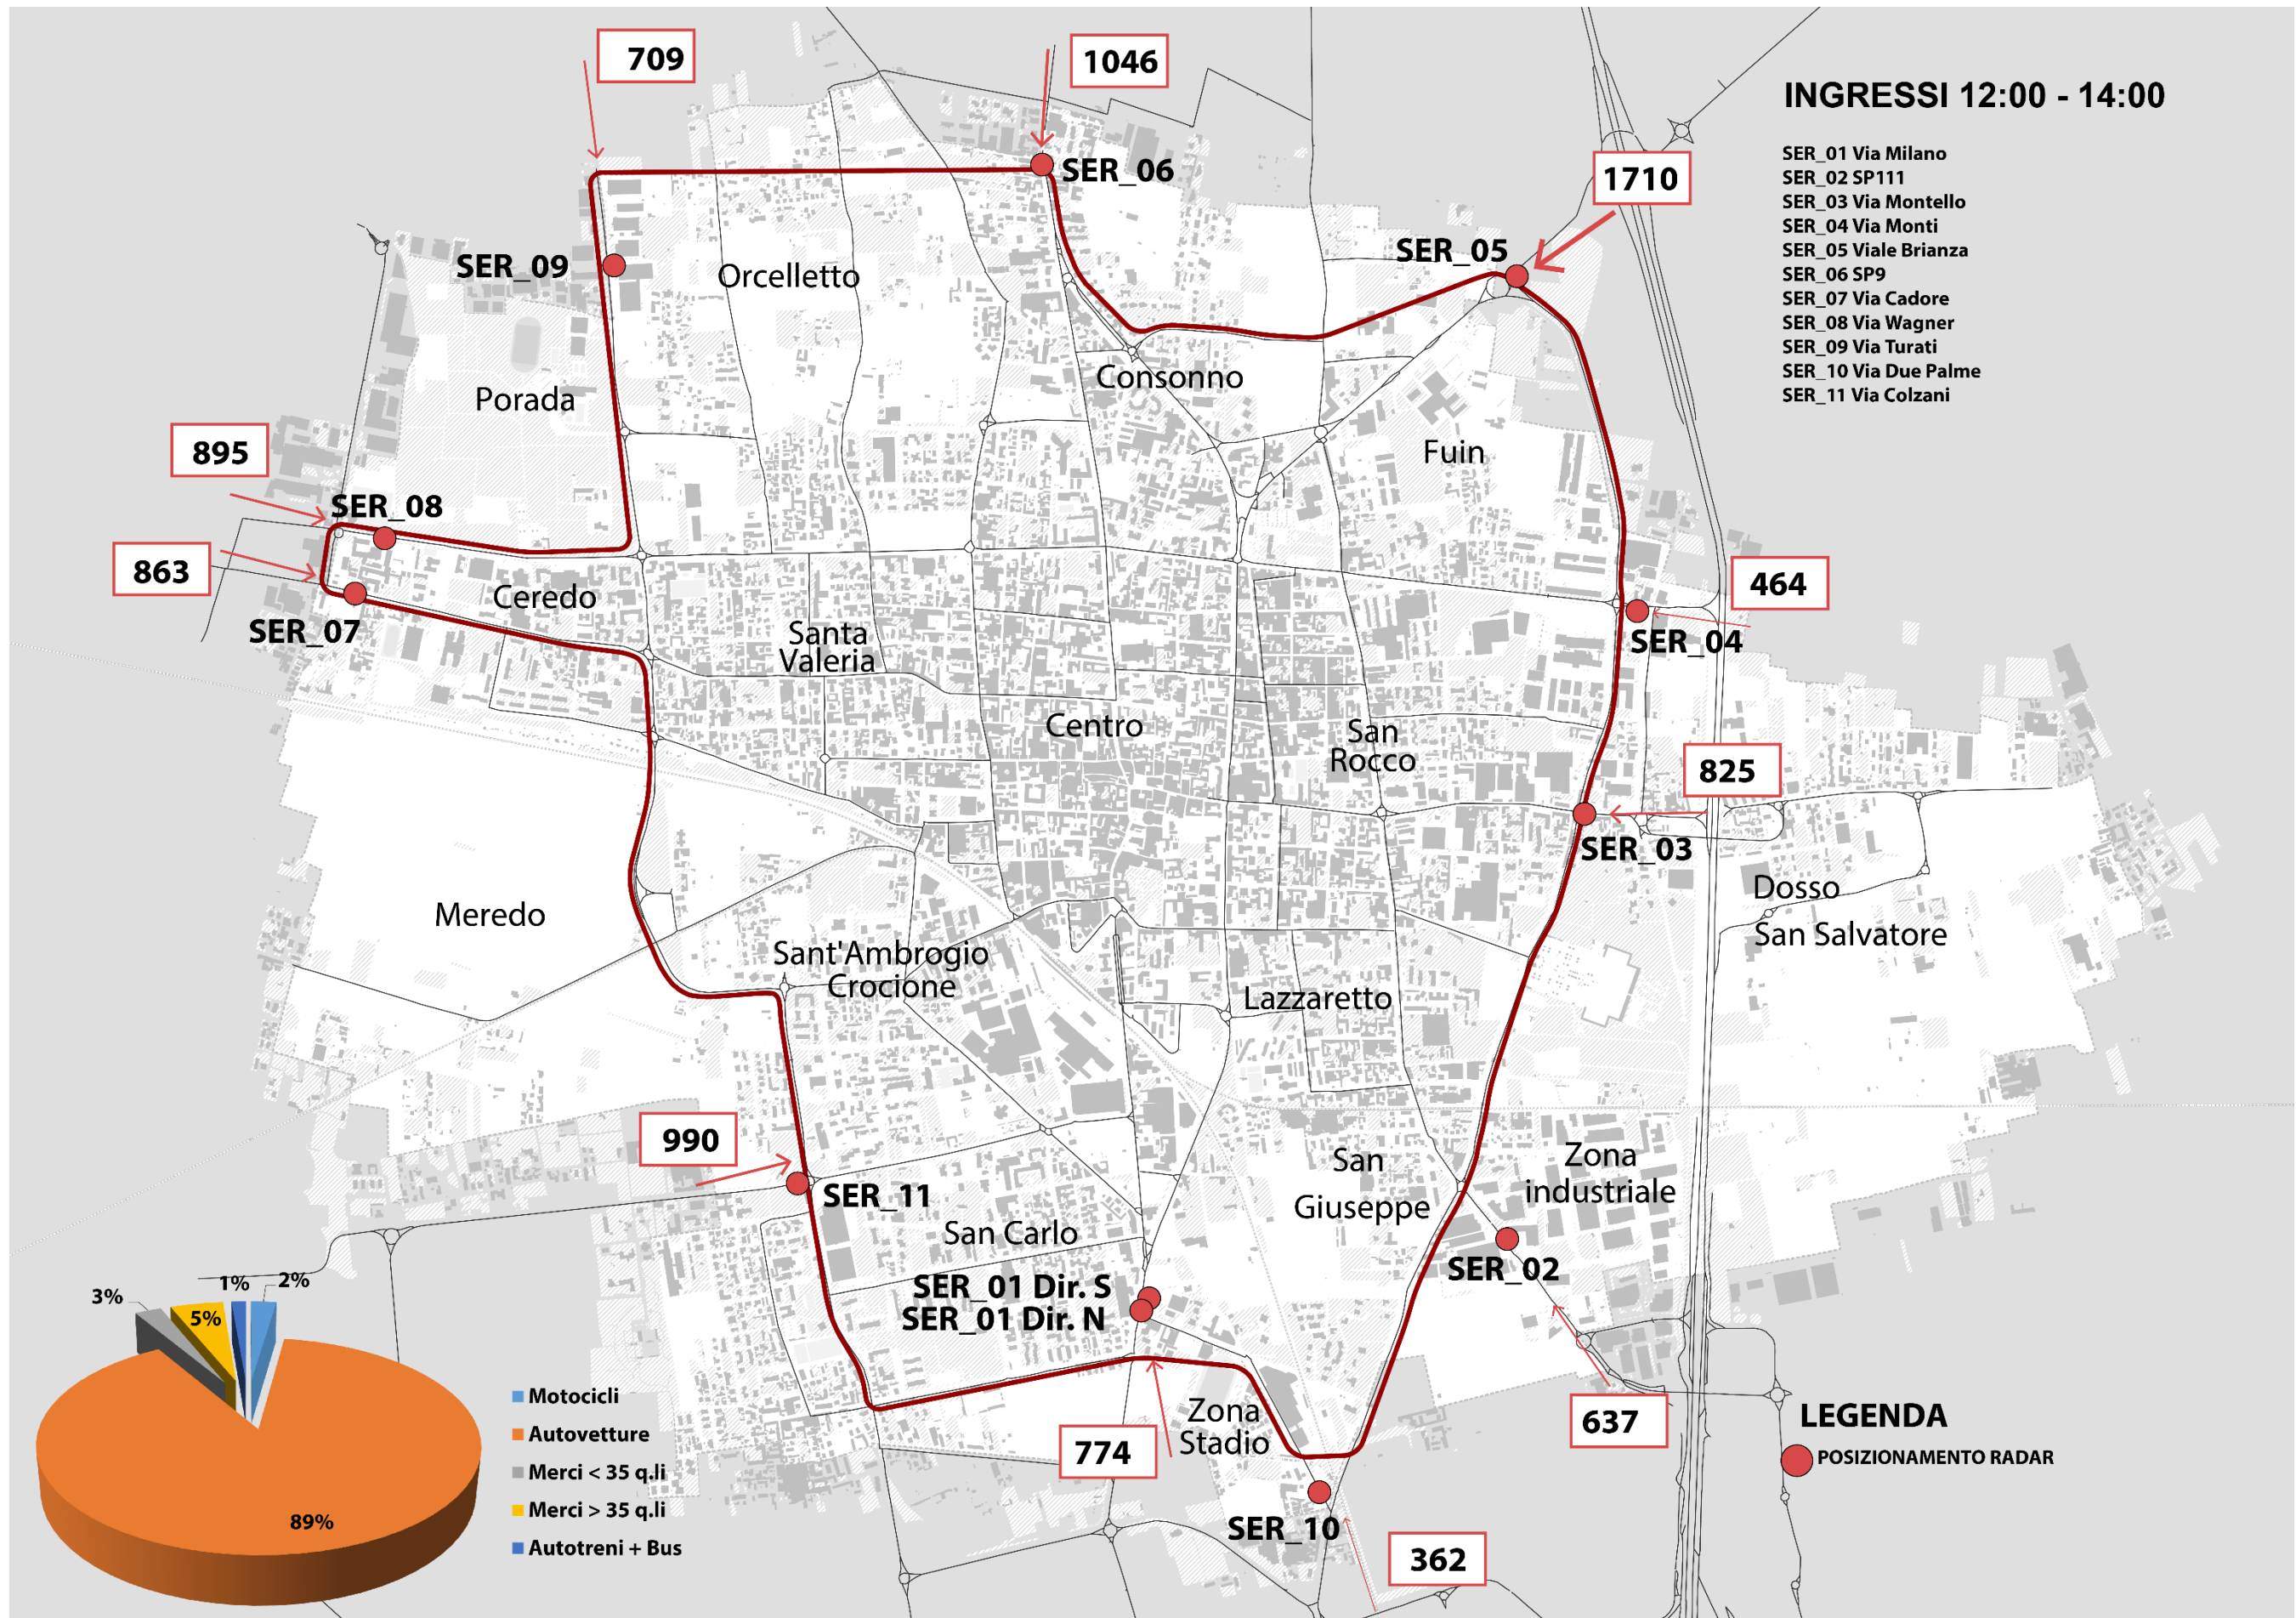 709
1046
INGRESSI 12:00 - 14:00
SER_01 Via Milano
SER_02 SP111
SER_03 Via Montello
SER_04 Via Monti
SER_05 Viale Brianza
SER_06 SP9
SER_07 Via Cadore
SER_08 Via Wagner
SER_09 Via Turati
SER_10 Via Due Palme
SER_11 Via Colzani
SER_06
1710
SER_05
SER_09
Orcelletto
Consonno
Porada
895
Fuin
SER_08
863
464
Ceredo
SER_07
Santa
Valeria
SER_04
Centro
San
Rocco
825
SER_03
Dosso
San Salvatore
Meredo
Sant'Ambrogio
Crocione
Lazzaretto
990
San
Giuseppe
Zona
industriale
SER_11
San Carlo
SER_02
SER_01 Dir. S
SER_01 Dir. N
3%
5%
1%
2%
89%
Motocicli
Autovetture
Merci < 35 q.li
Merci > 35 q.li
Autotreni + Bus
774
Zona
Stadio
637
LEGENDA
POSIZIONAMENTO RADAR
SER_10
362